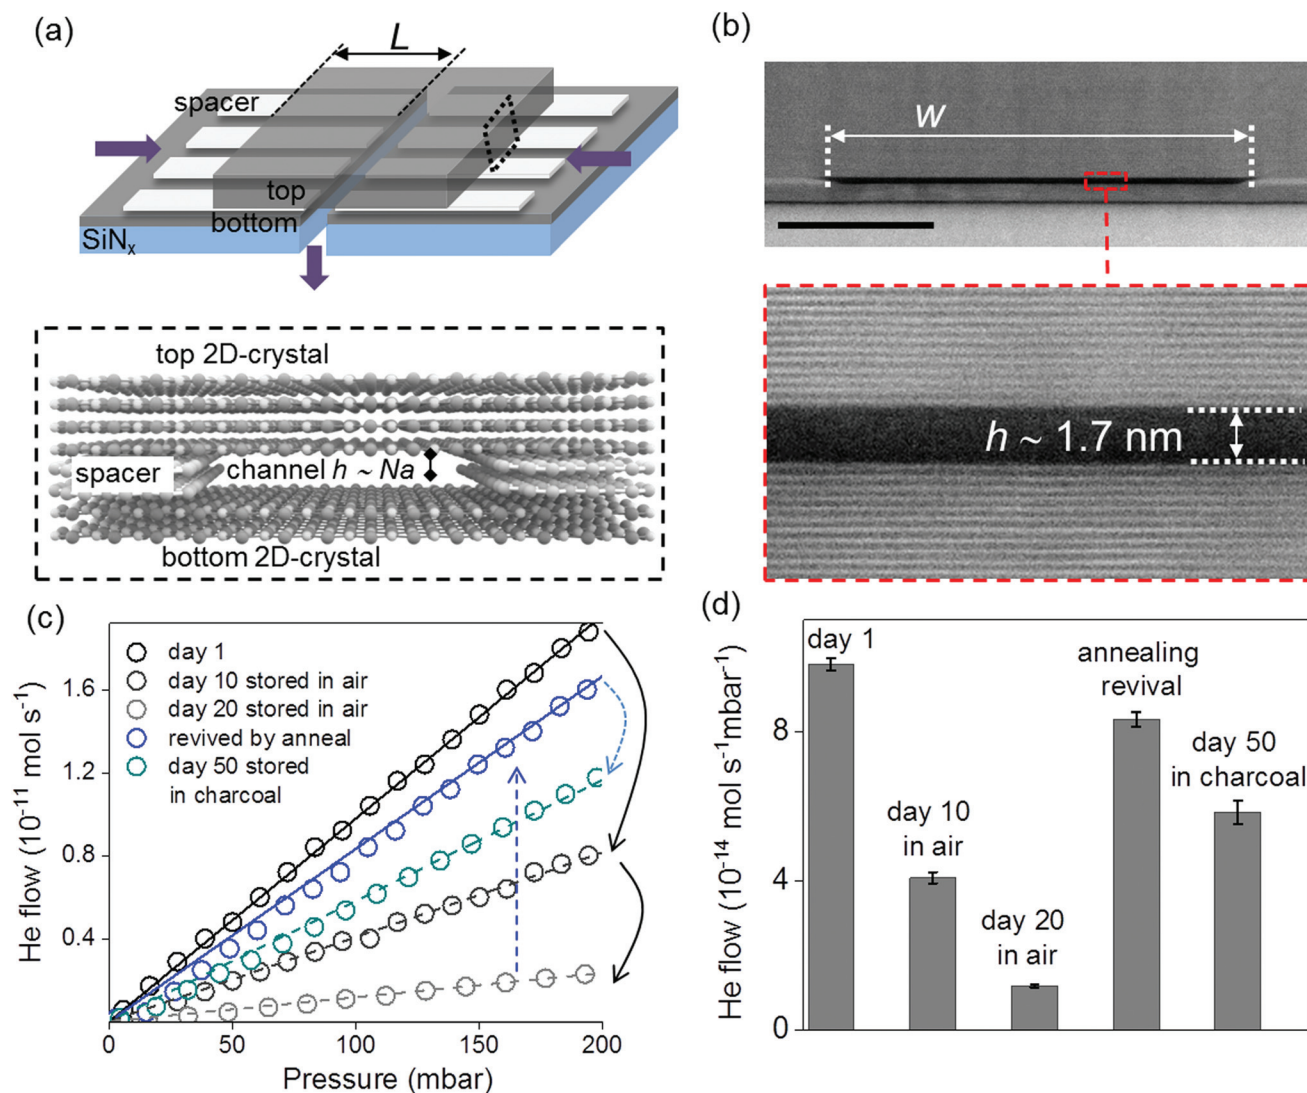 (a)
L
spacer
top
bottom
SiNₓ
top 2D-crystal
spacer
channel h ~ Na
bottom 2D-crystal
(b)
w
h ~ 1.7 nm
(c)
He flow (10⁻¹¹ mol s⁻¹)
1.6
1.2
0.8
0.4
day 1
day 10 stored in air
day 20 stored in air
revived by anneal
day 50 stored
in charcoal
0
50
100
150
200
Pressure (mbar)
(d)
He flow (10⁻¹⁴ mol s⁻¹mbar⁻¹)
8
4
0
day 1
day 10
in air
day 20
in air
annealing
revival
day 50
in charcoal